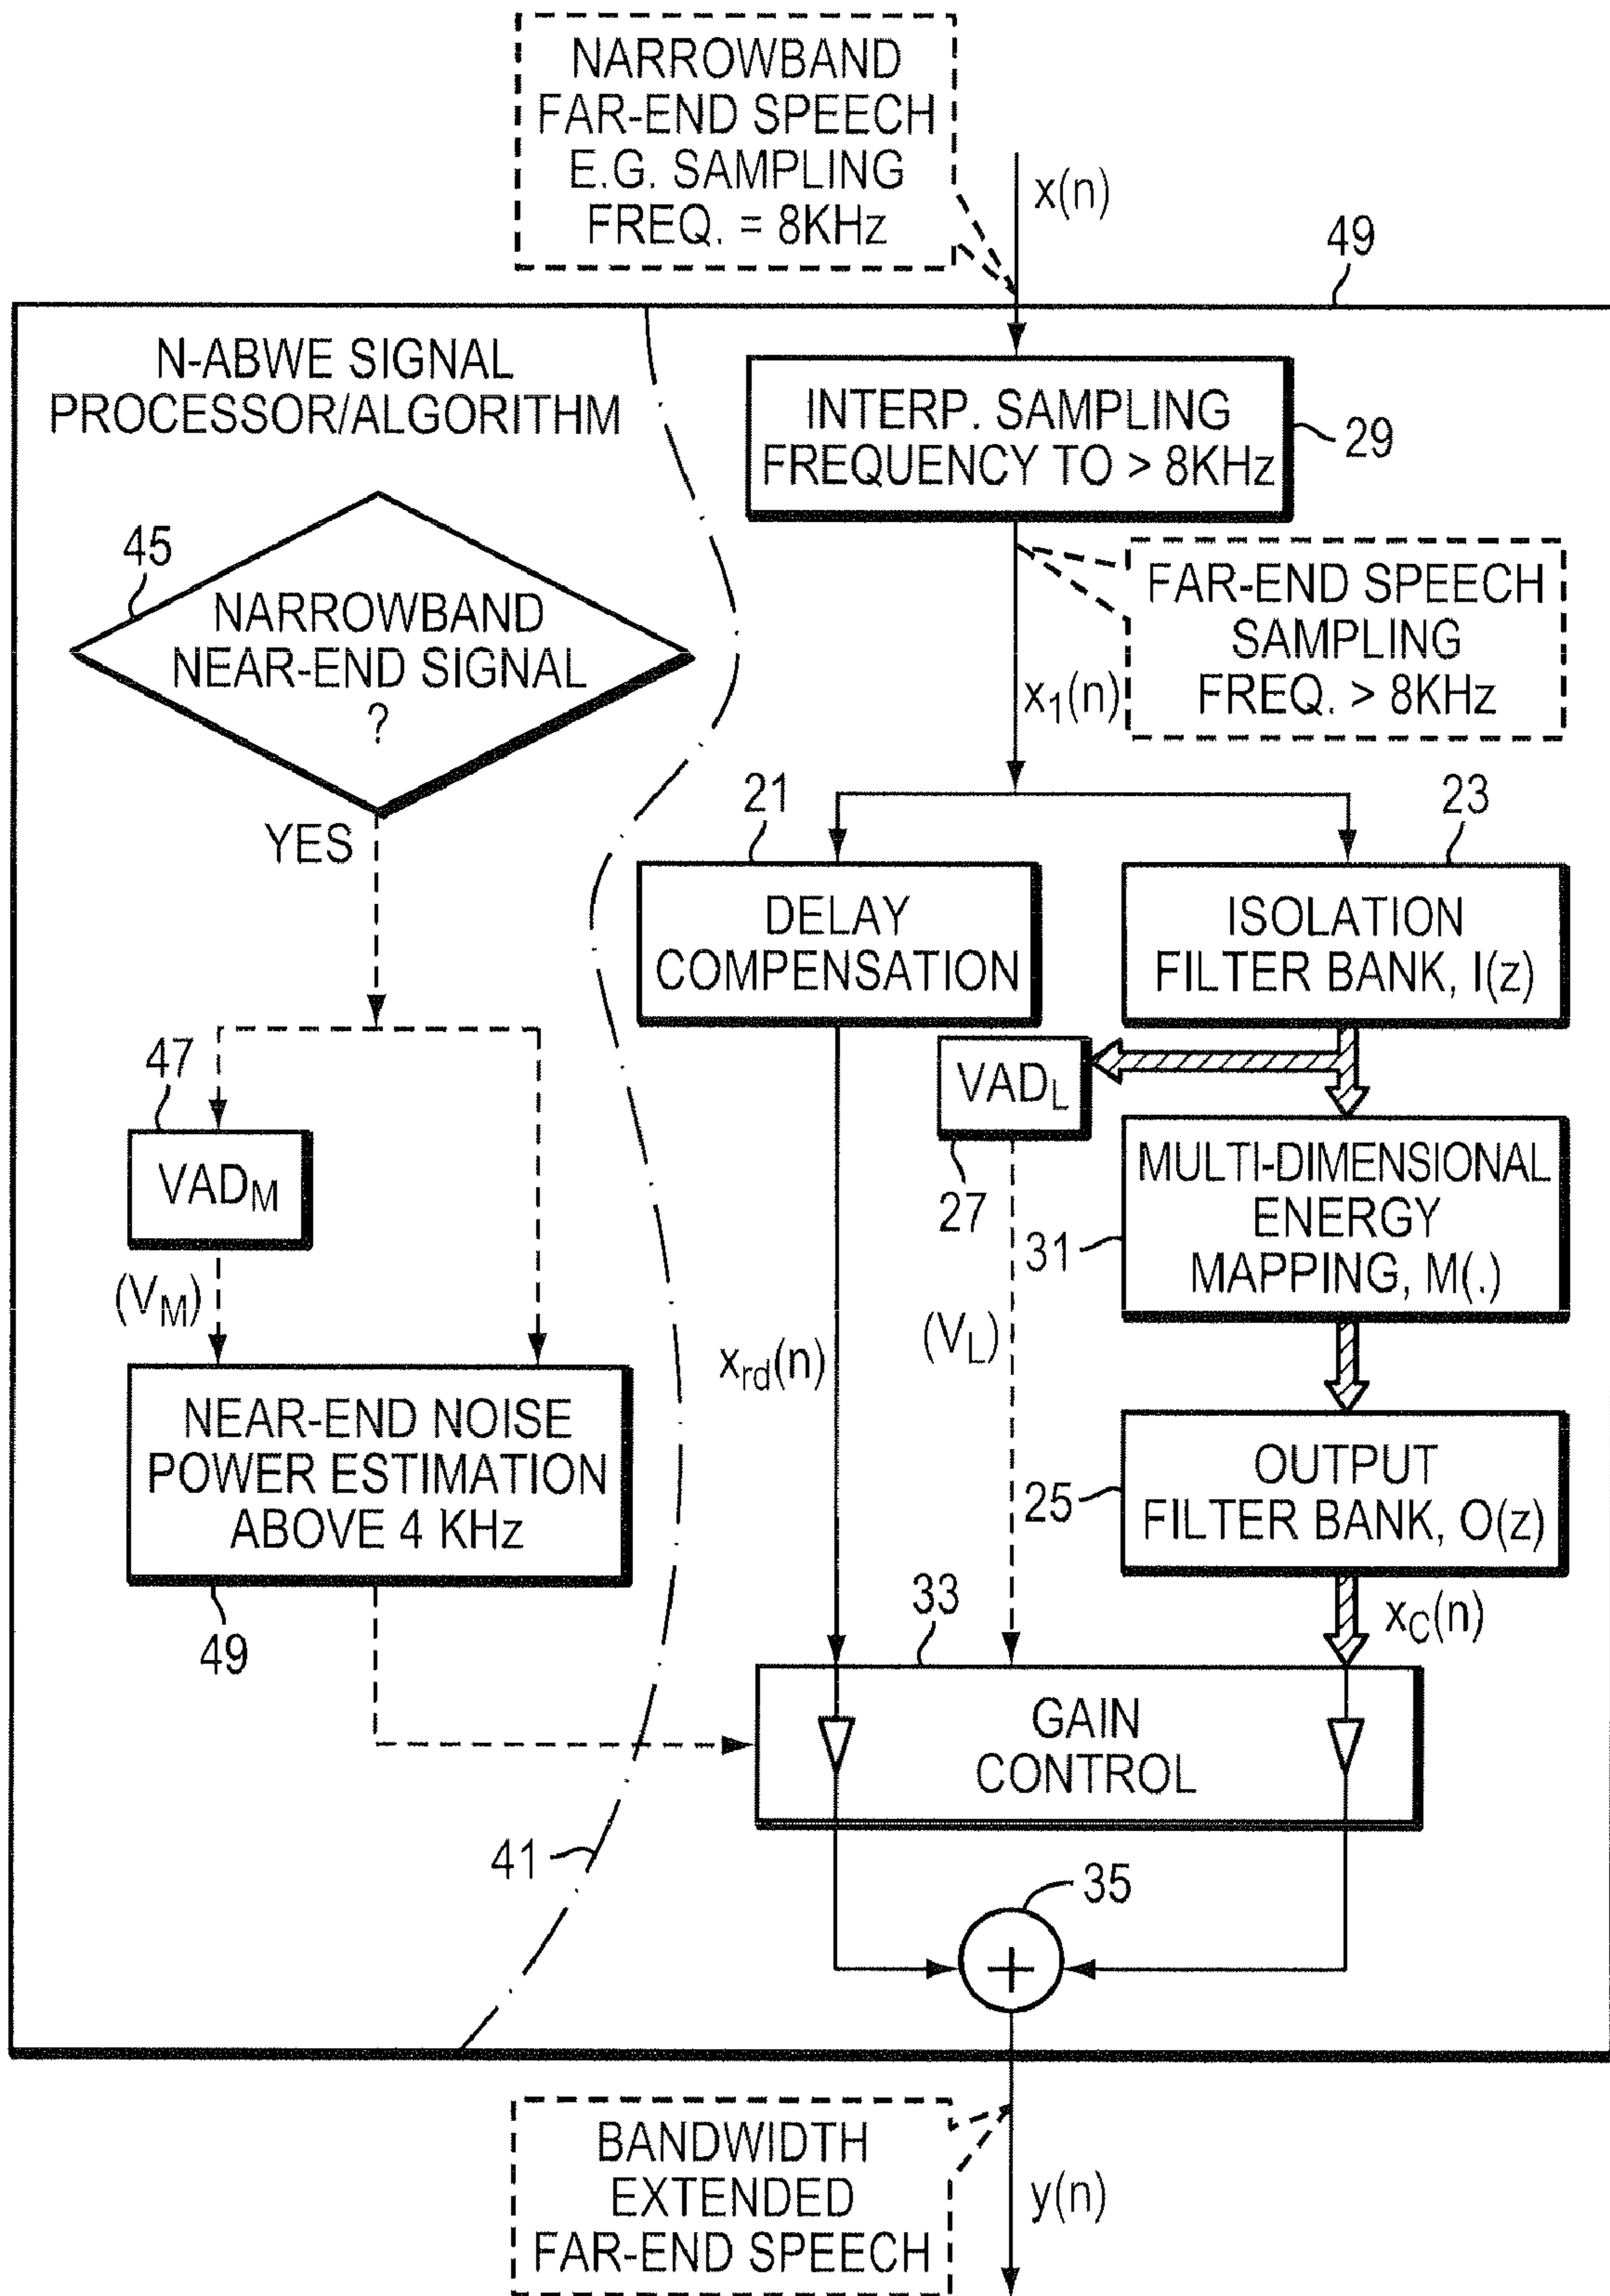 NARROWBAND
FAR-END SPEECH
E.G. SAMPLING
FREQ. = 8KHz
x(n)
49
N-ABWE SIGNAL
PROCESSOR/ALGORITHM
INTERP. SAMPLING
FREQUENCY TO > 8KHz
29
45
NARROWBAND
NEAR-END SIGNAL
?
YES
FAR-END SPEECH
SAMPLING
FREQ. > 8KHz
x1(n)
21
23
DELAY
COMPENSATION
ISOLATION
FILTER BANK, I(z)
47
VADM
(VM)
VADL
27
MULTI-DIMENSIONAL
ENERGY
MAPPING, M(.)
31
xrd(n)
(VL)
NEAR-END NOISE
POWER ESTIMATION
ABOVE 4 KHz
49
OUTPUT
FILTER BANK, O(z)
25
xC(n)
33
GAIN
CONTROL
41
35
+
BANDWIDTH
EXTENDED
FAR-END SPEECH
y(n)